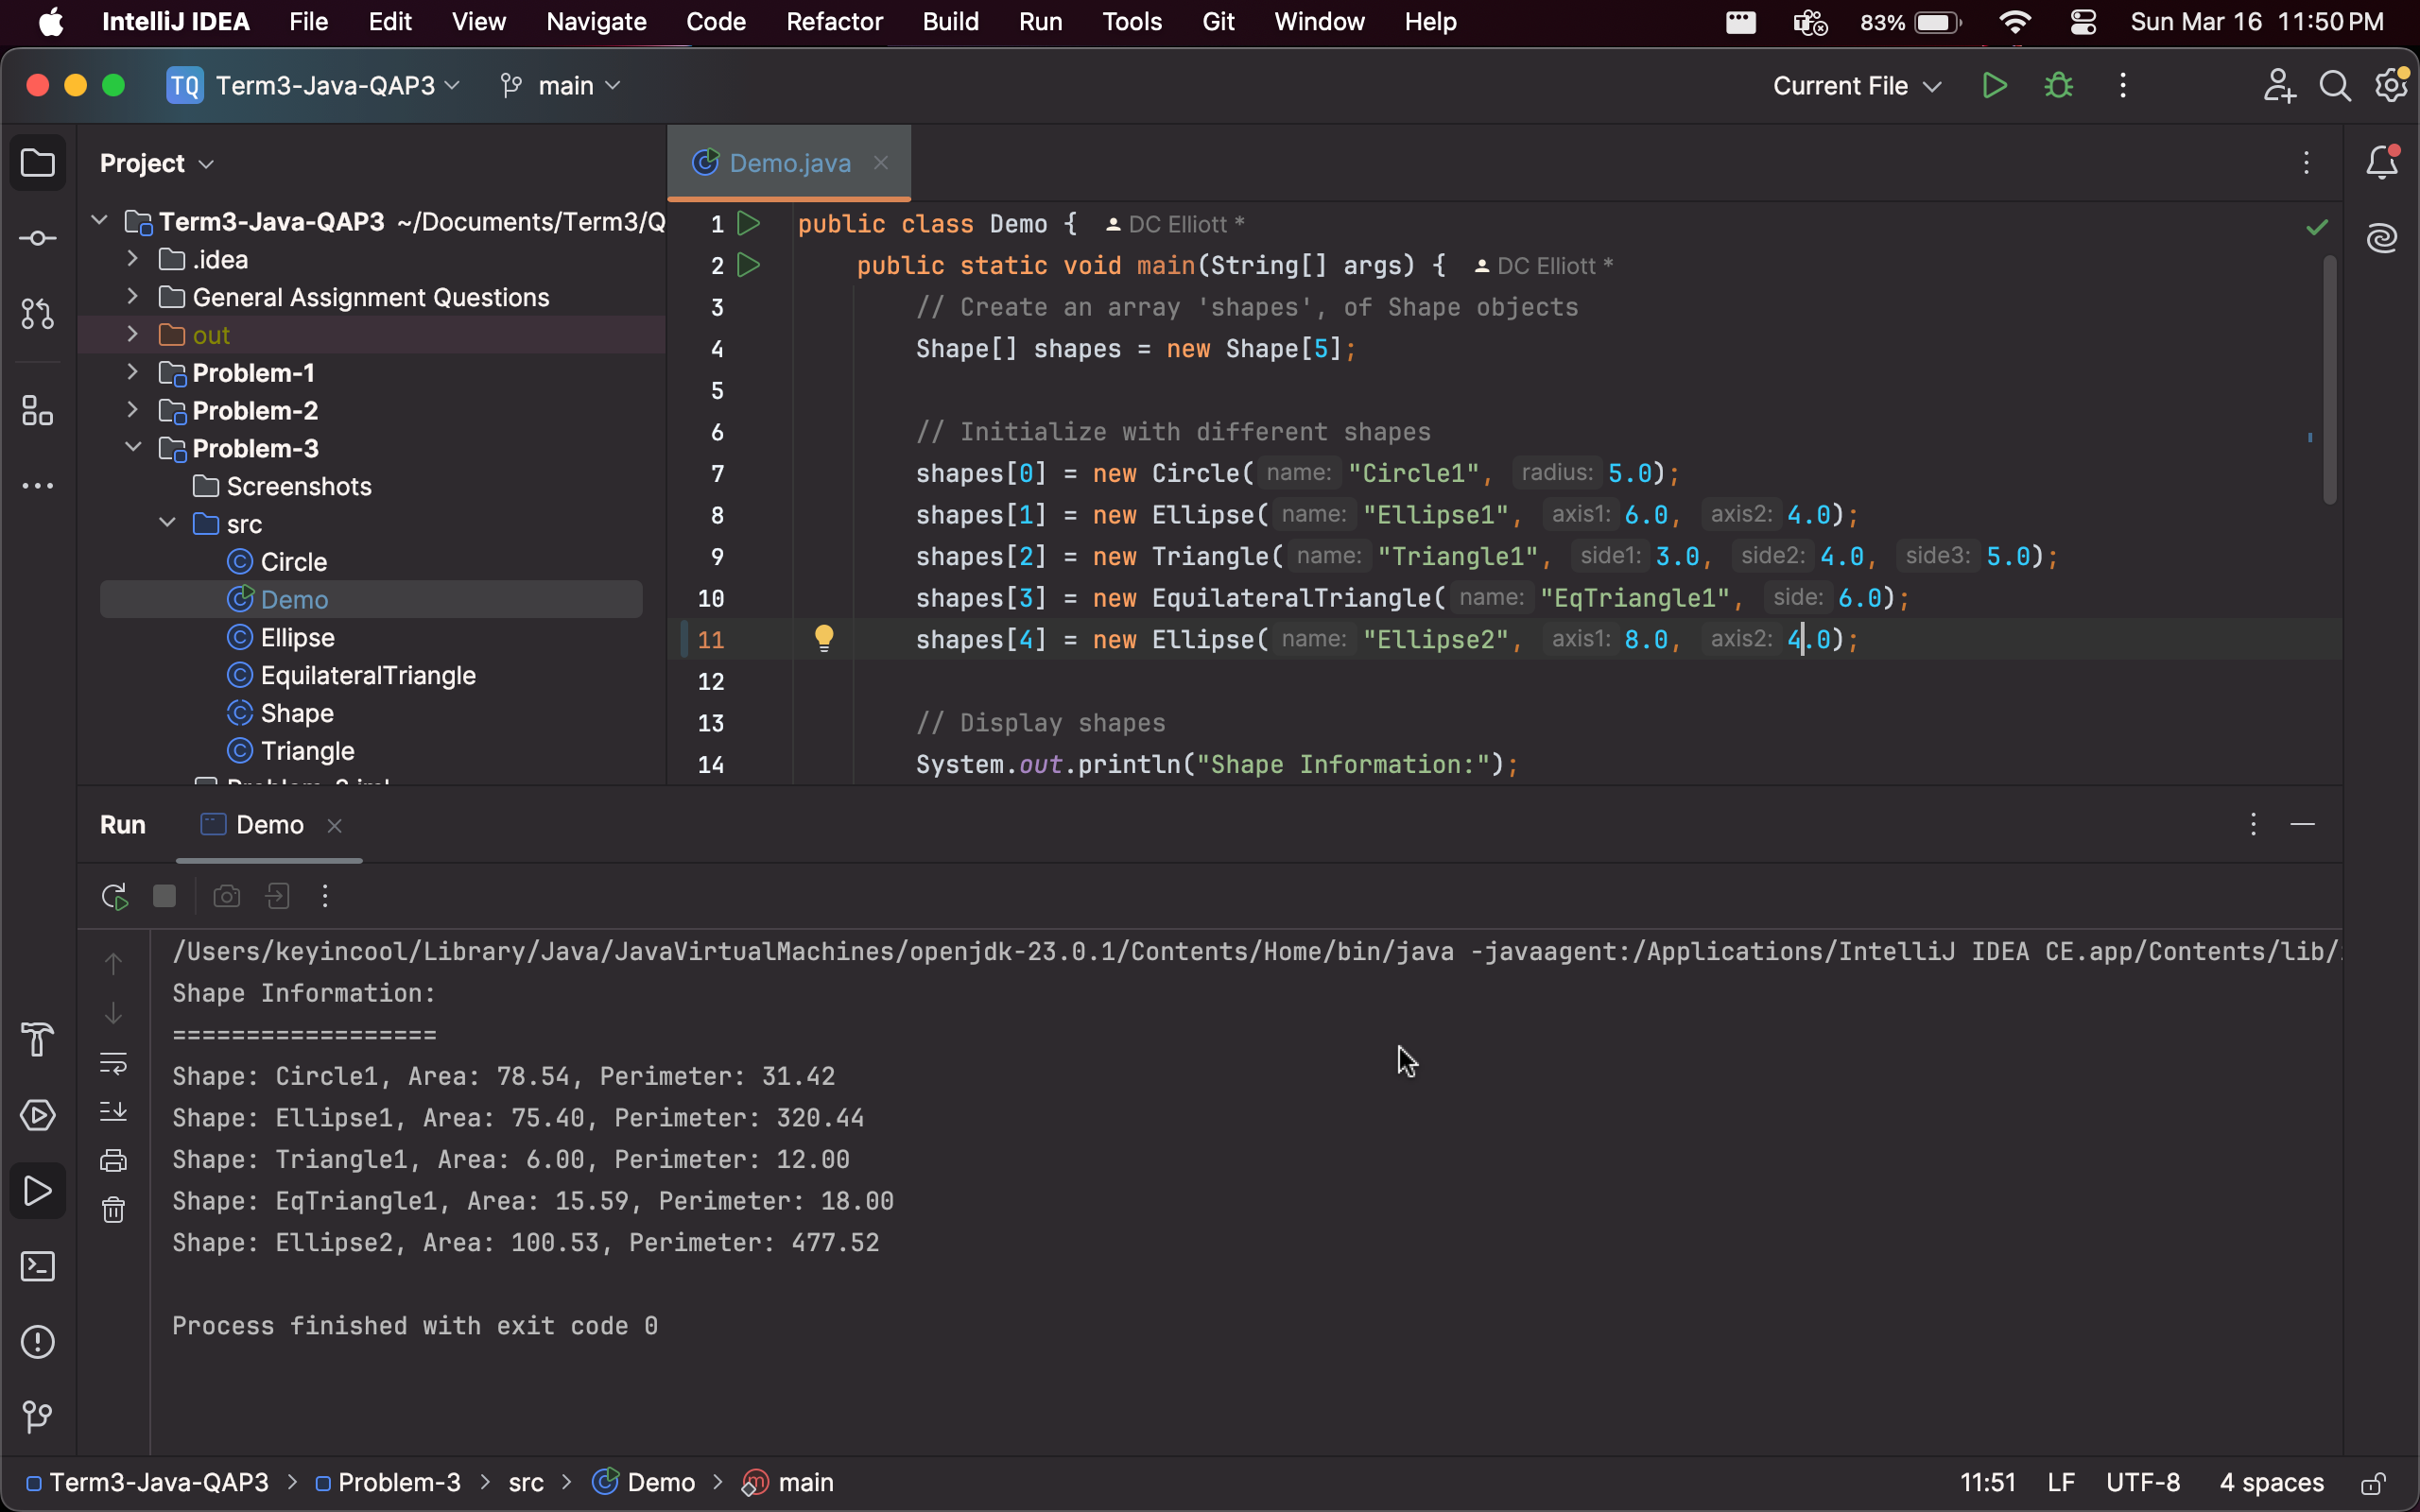 IntelliJ IDEA File Edit View Navigate Code Refactor Build Run Tools Git Window Help 83% Sun Mar 16 11:50 PM
TQ Term3-Java-QAP3 main Current File
Project
Demo.java
Term3-Java-QAP3 ~/Documents/Term3/Q
.idea
General Assignment Questions
out
Problem-1
Problem-2
Problem-3
Screenshots
src
Circle
Demo
Ellipse
EquilateralTriangle
Shape
Triangle
1 public class Demo { DC Elliott *
2 public static void main(String[] args) { DC Elliott *
3 // Create an array 'shapes', of Shape objects
4 Shape[] shapes = new Shape[5];
5
6 // Initialize with different shapes
7 shapes[0] = new Circle( name: "Circle1", radius: 5.0);
8 shapes[1] = new Ellipse( name: "Ellipse1", axis1: 6.0, axis2: 4.0);
9 shapes[2] = new Triangle( name: "Triangle1", side1: 3.0, side2: 4.0, side3: 5.0);
10 shapes[3] = new EquilateralTriangle( name: "EqTriangle1", side: 6.0);
11 shapes[4] = new Ellipse( name: "Ellipse2", axis1: 8.0, axis2: 4.0);
12
13 // Display shapes
14 System.out.println("Shape Information:");
Run Demo
/Users/keyincool/Library/Java/JavaVirtualMachines/openjdk-23.0.1/Contents/Home/bin/java -javaagent:/Applications/IntelliJ IDEA CE.app/Contents/lib/
Shape Information:
==================
Shape: Circle1, Area: 78.54, Perimeter: 31.42
Shape: Ellipse1, Area: 75.40, Perimeter: 320.44
Shape: Triangle1, Area: 6.00, Perimeter: 12.00
Shape: EqTriangle1, Area: 15.59, Perimeter: 18.00
Shape: Ellipse2, Area: 100.53, Perimeter: 477.52
Process finished with exit code 0
Term3-Java-QAP3 > Problem-3 > src > Demo > main 11:51 LF UTF-8 4 spaces